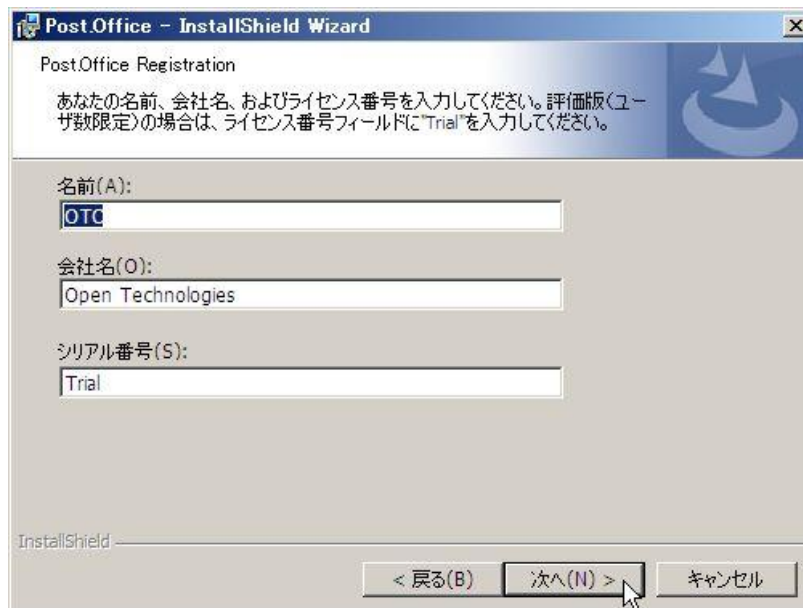 Post.Office - InstallShield Wizard
Post.Office Registration
あなたの名前、会社名、およびライセンス番号を入力してください。評価版(ユー
ザ数限定)の場合は、ライセンス番号フィールドに"Trial"を入力してください。
名前(A):
OTC
会社名(O):
Open Technologies
シリアル番号(S):
Trial
InstallShield
< 戻る(B)
次へ(N) >
キャンセル